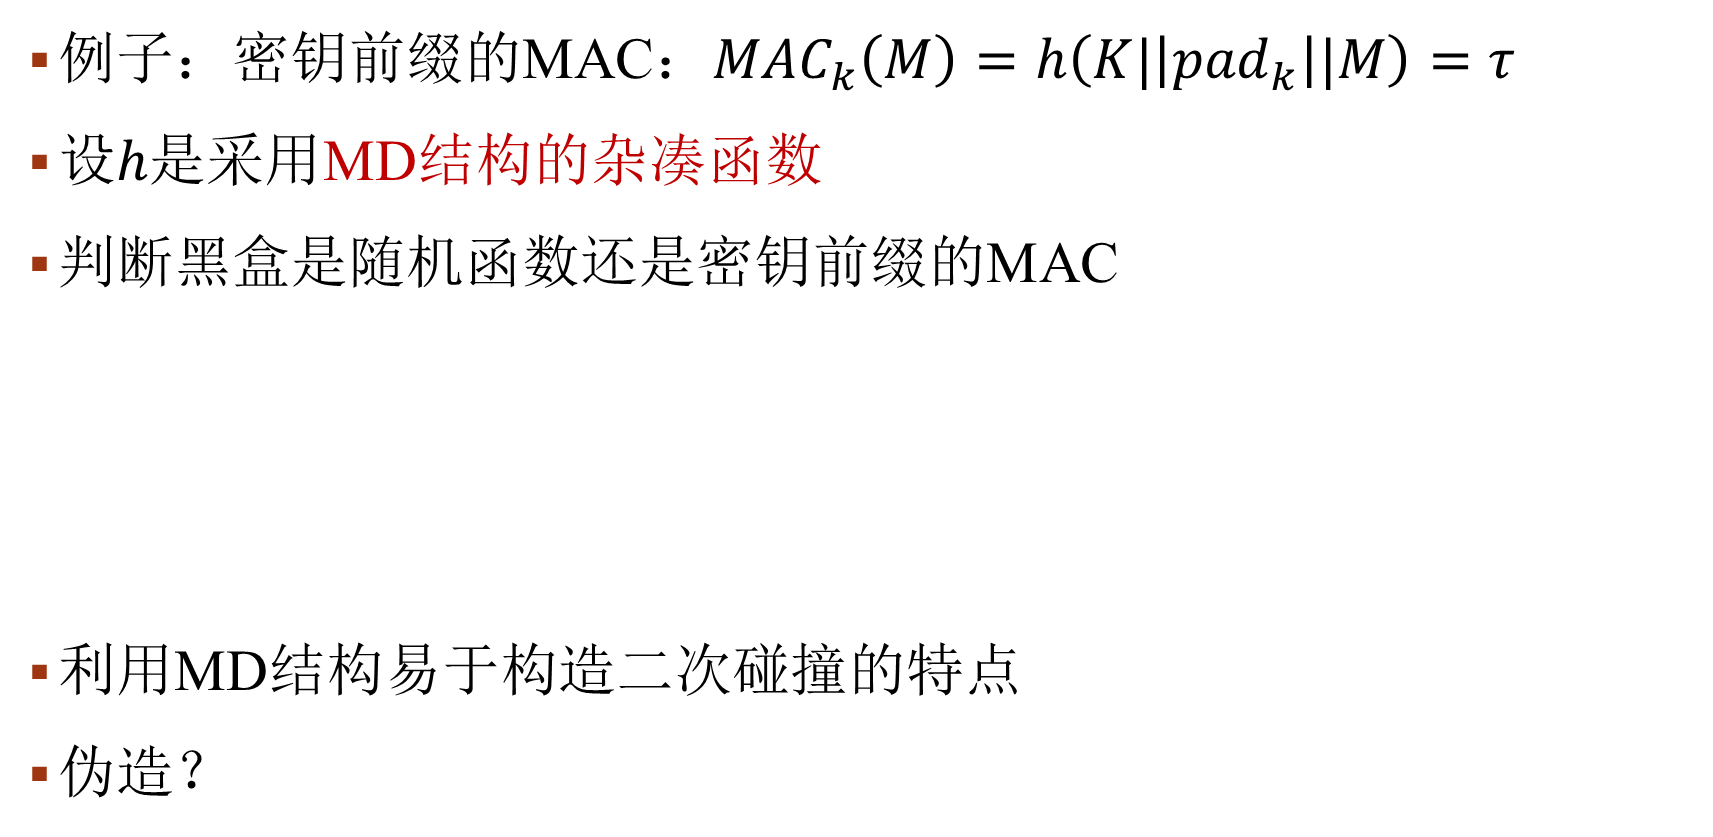 ▪例子：密钥前缀的MAC：$MAC_k(M) = h(K||pad_k||M) = \tau$
▪设$h$是采用MD结构的杂凑函数
▪判断黑盒是随机函数还是密钥前缀的MAC
▪利用MD结构易于构造二次碰撞的特点
▪伪造？